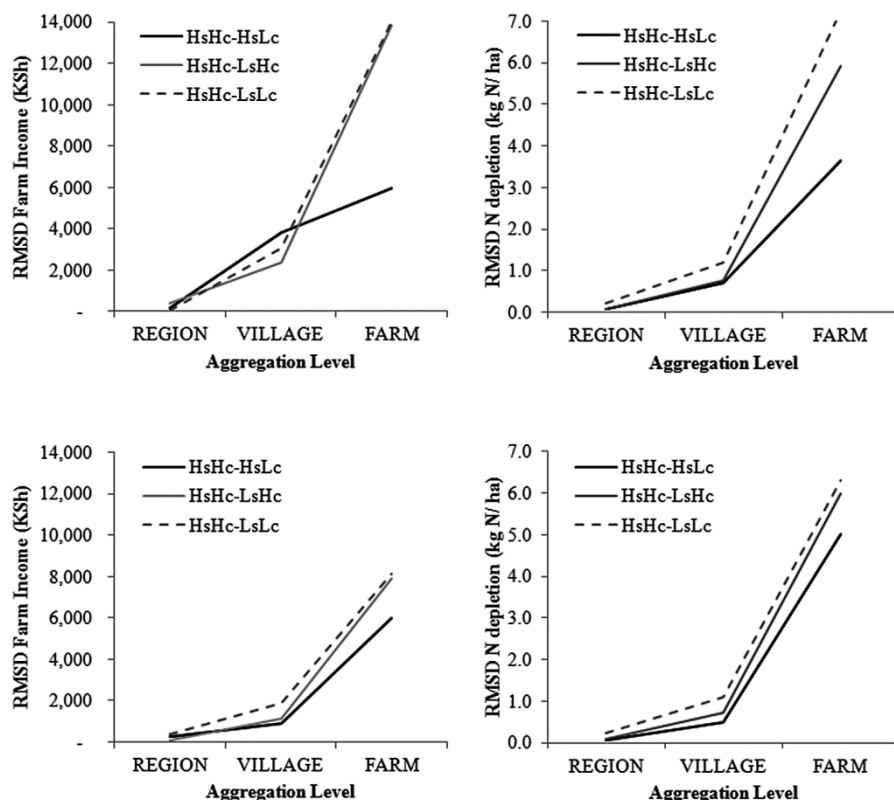 RMSD Farm Income (KSh)
14,000
12,000
10,000
8,000
6,000
4,000
2,000
-
HsHc-HsLc
HsHc-LsHc
HsHc-LsLc
REGION VILLAGE FARM
Aggregation Level
RMSD N depletion (kg N/ ha)
7.0
6.0
5.0
4.0
3.0
2.0
1.0
0.0
HsHc-HsLc
HsHc-LsHc
HsHc-LsLc
REGION VILLAGE FARM
Aggregation Level
RMSD Farm Income (KSh)
14,000
12,000
10,000
8,000
6,000
4,000
2,000
-
HsHc-HsLc
HsHc-LsHc
HsHc-LsLc
REGION VILLAGE FARM
Aggregation Level
RMSD N depletion (kg N/ ha)
7.0
6.0
5.0
4.0
3.0
2.0
1.0
0.0
HsHc-HsLc
HsHc-LsHc
HsHc-LsLc
REGION VILLAGE FARM
Aggregation Level